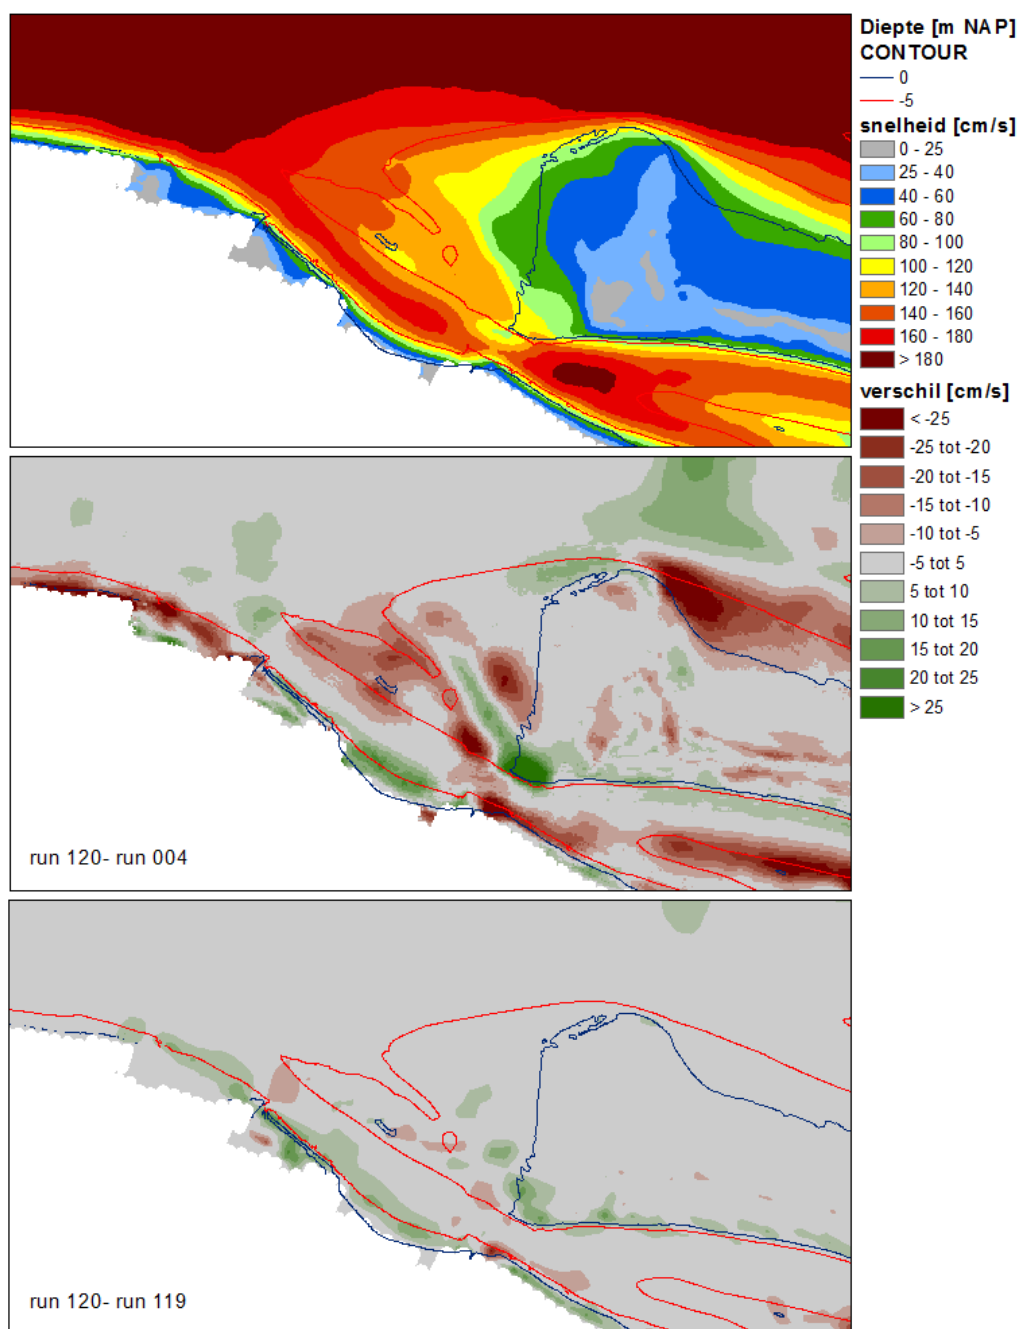 Diepte [m NAP]
CONTOUR
0
-5
snelheid [cm/s]
0 - 25
25 - 40
40 - 60
60 - 80
80 - 100
100 - 120
120 - 140
140 - 160
160 - 180
> 180
verschil [cm/s]
< -25
-25 tot -20
-20 tot -15
-15 tot -10
-10 tot -5
-5 tot 5
5 tot 10
10 tot 15
15 tot 20
20 tot 25
> 25
run 120- run 004
run 120- run 119